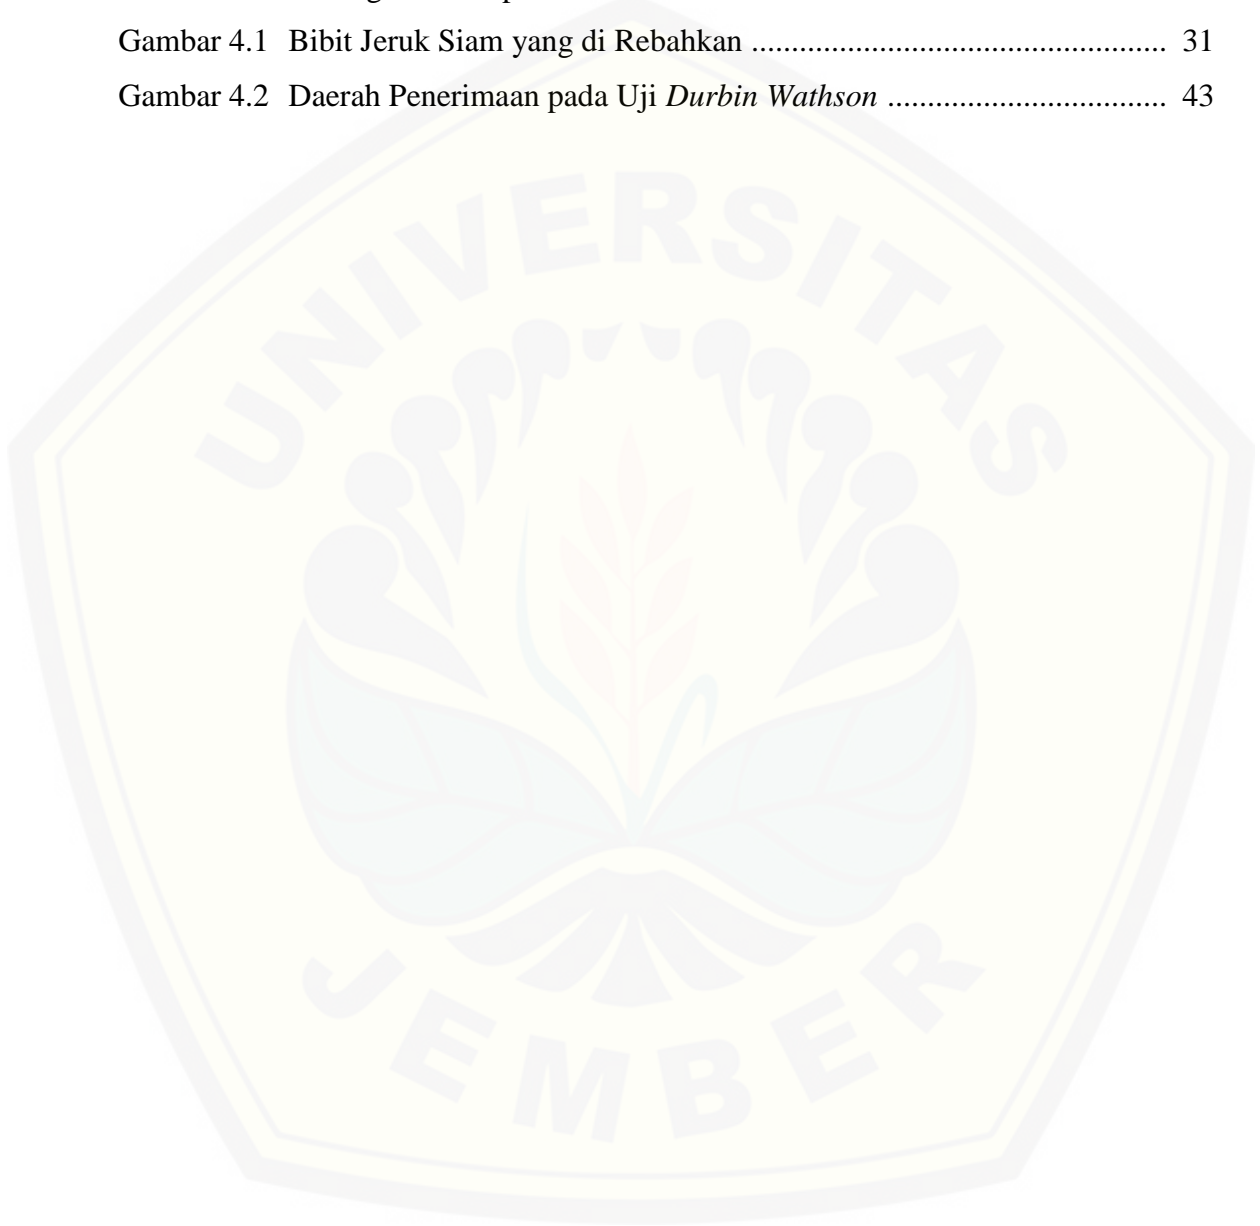 Gambar 4.1 Bibit Jeruk Siam yang di Rebahkan .................................................... 31
Gambar 4.2 Daerah Penerimaan pada Uji Durbin Wathson ................................... 43
UNIVERSITAS
JEMBER